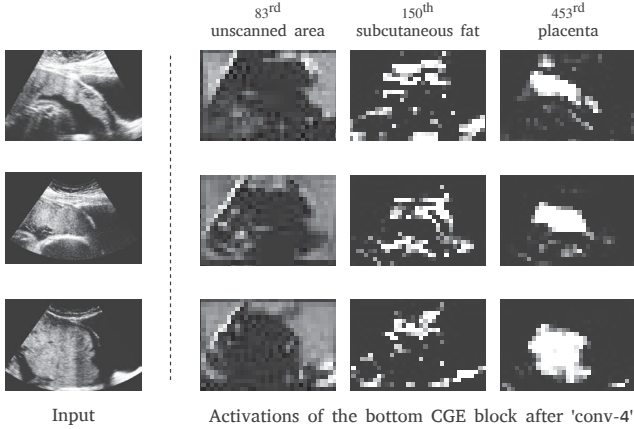 83rd
unscanned area
150th
subcutaneous fat
453rd
placenta
Input
Activations of the bottom CGE block after 'conv-4'